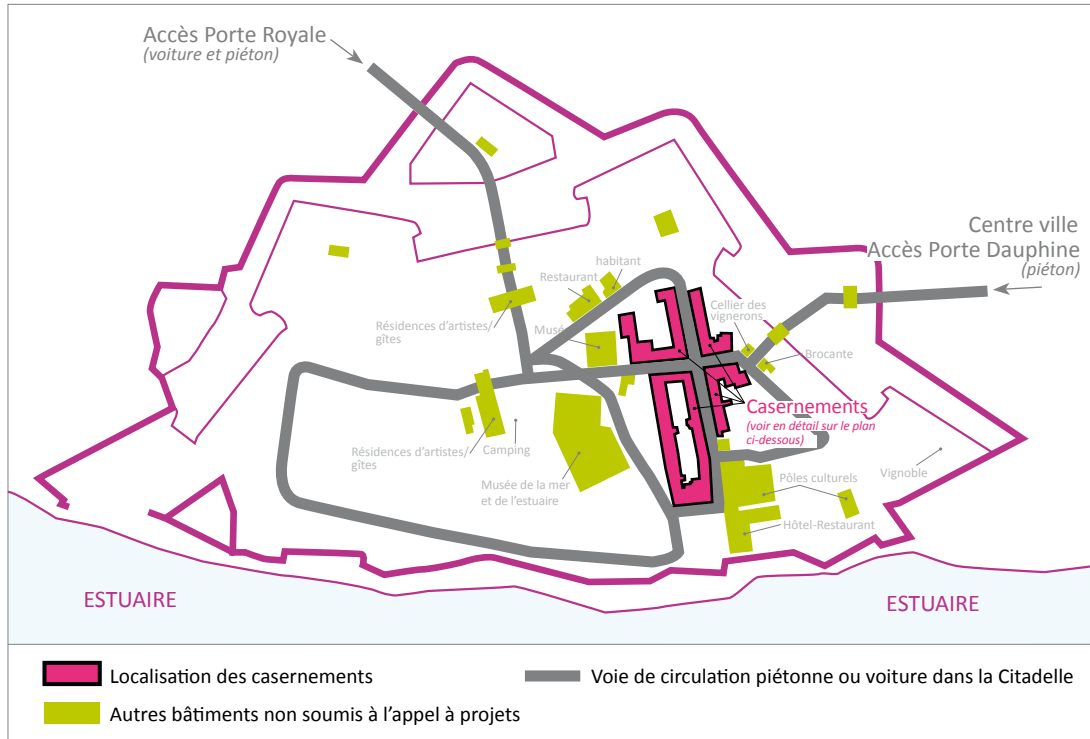 Accès Porte Royale
(voiture et piéton)
Centre ville
Accès Porte Dauphine
(piéton)
habitant
Restaurant
Cellier des
vignerons
Résidences d'artistes/
gîtes
Musé
Brocante
Casernements
(voir en détail sur le plan
ci-dessous)
Résidences d'artistes/
gîtes
Camping
Musée de la mer
et de l'estuaire
Pôles culturels
Vignoble
Hôtel-Restaurant
ESTUAIRE
ESTUAIRE
Localisation des casernements
Voie de circulation piétonne ou voiture dans la Citadelle
Autres bâtiments non soumis à l'appel à projets